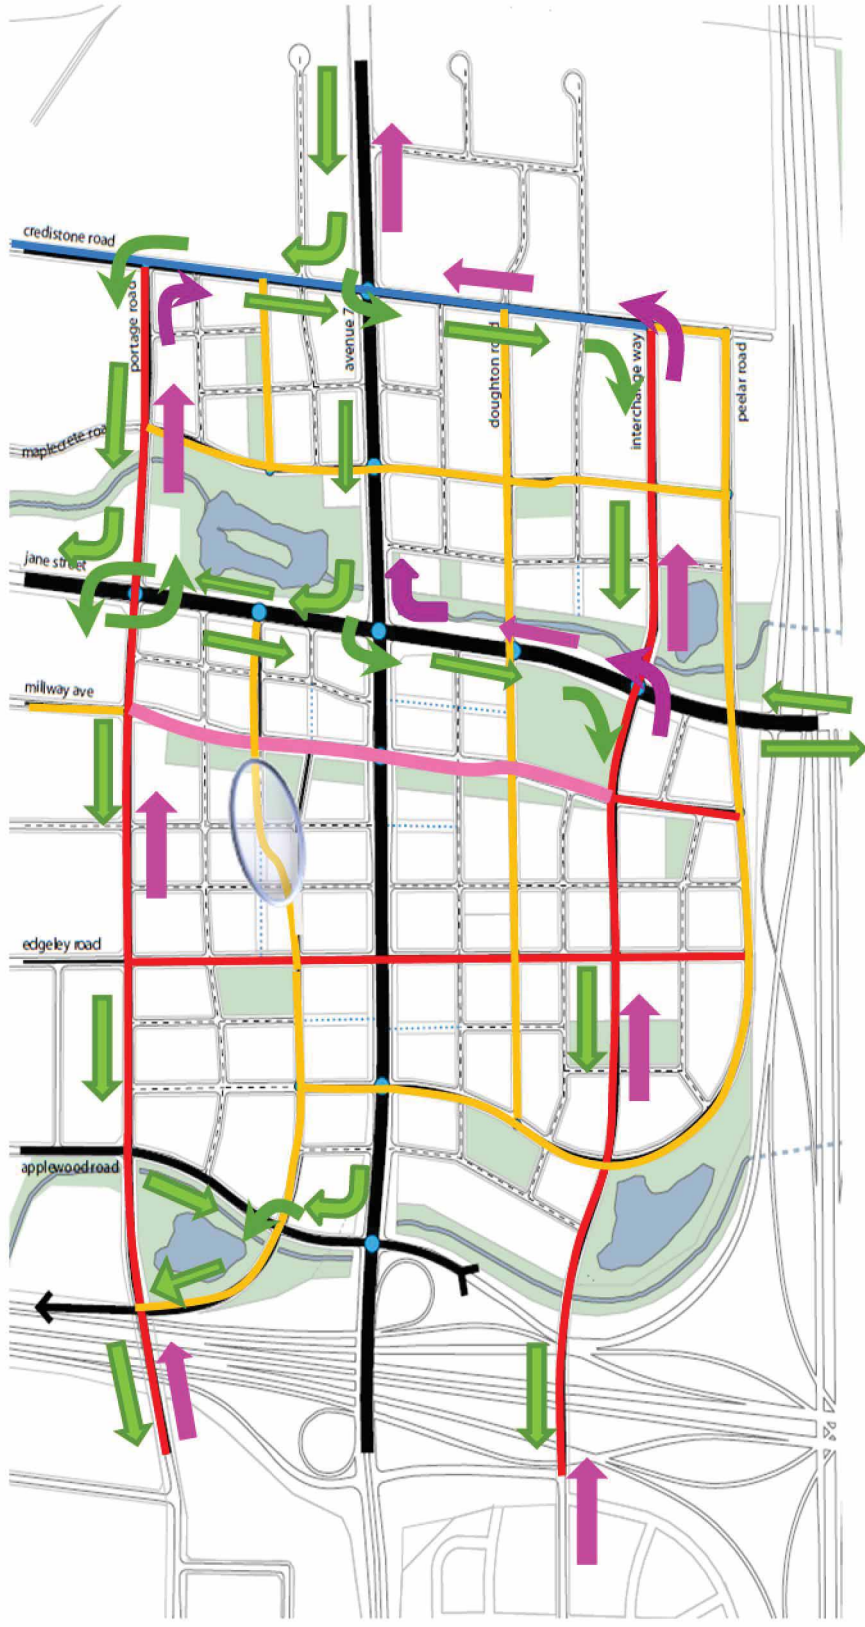 credistone road
portage road
avenue 7
doughton road
interchange way
peelar road
maplecrete road
jane street
millway ave
edgeley road
applewood road